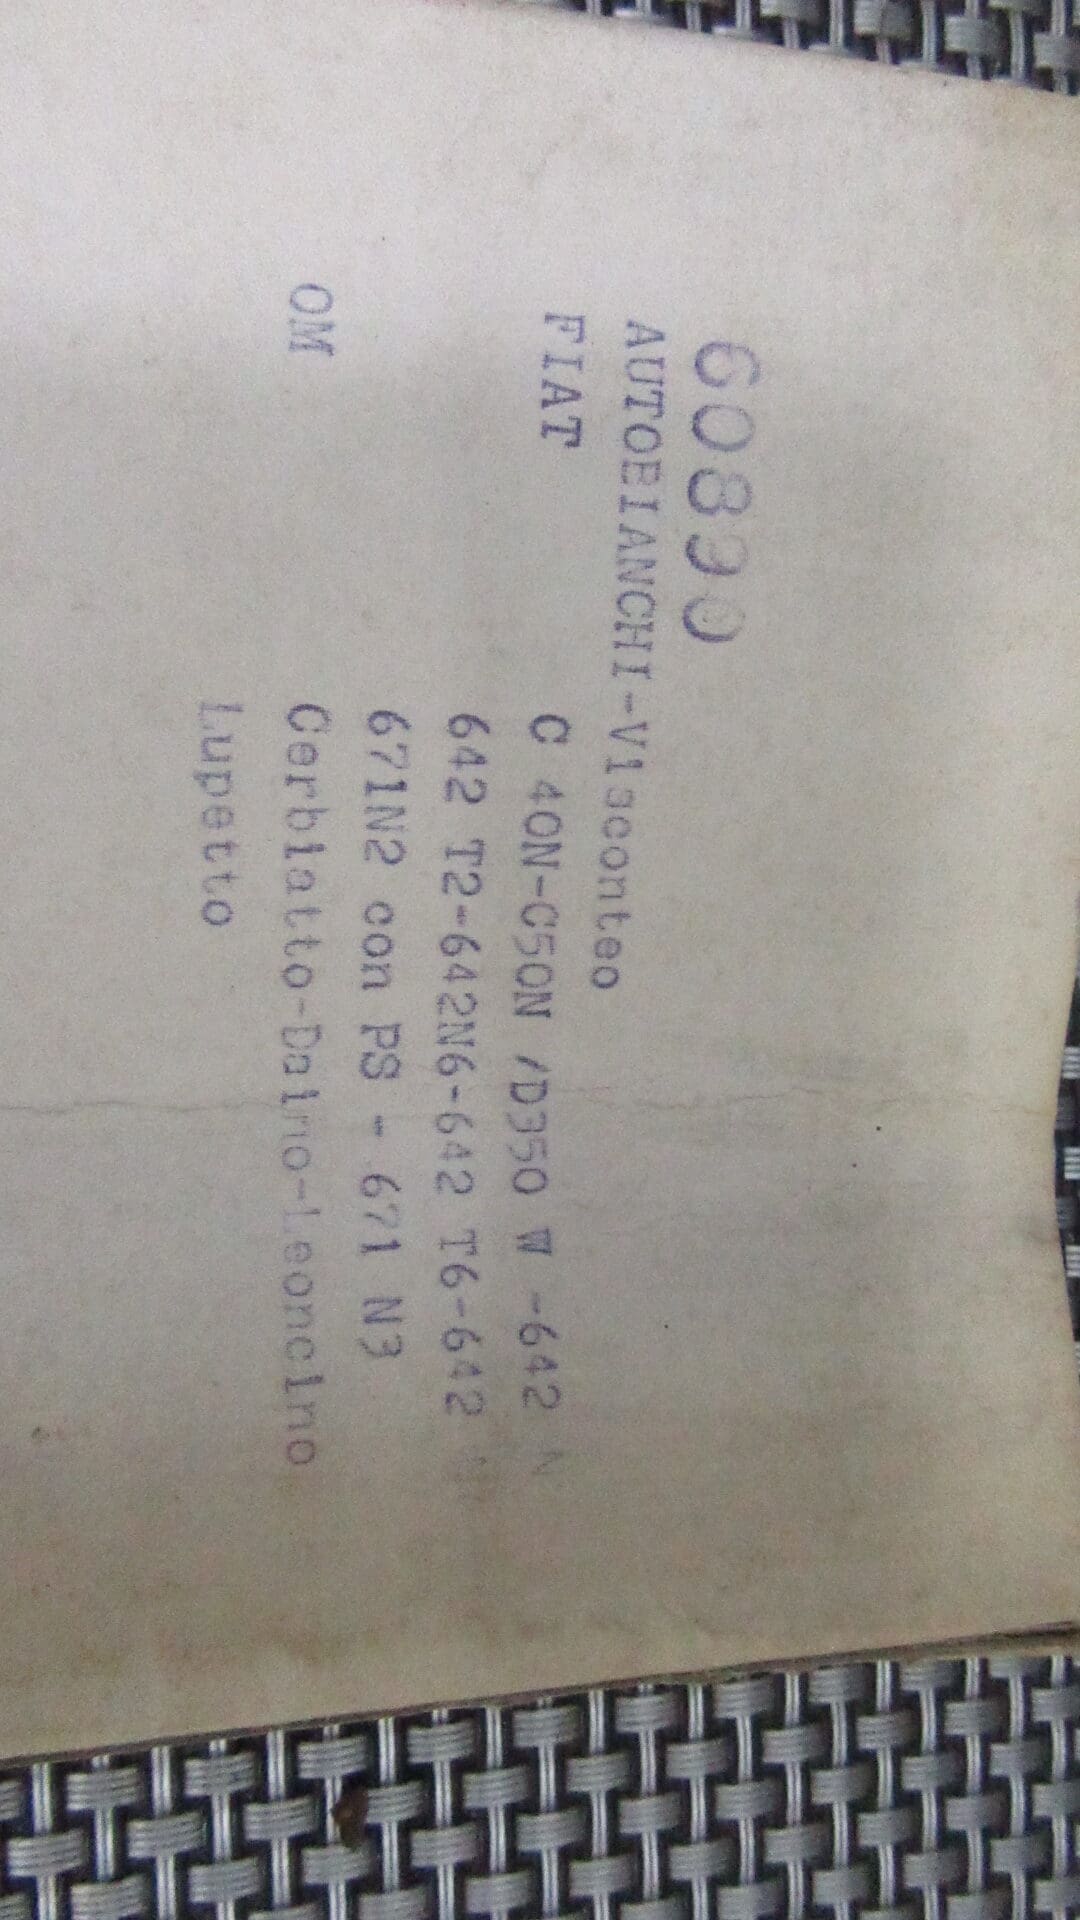 60830
AUTOBIANCHI-Visconteo
FIAT C 40N-C50N /D350 W -642 N
642 T2-642N6-642 T6-642
671N2 con PS - 671 N3
OM Cerbiatto-Daino-Leoncino
Lupetto